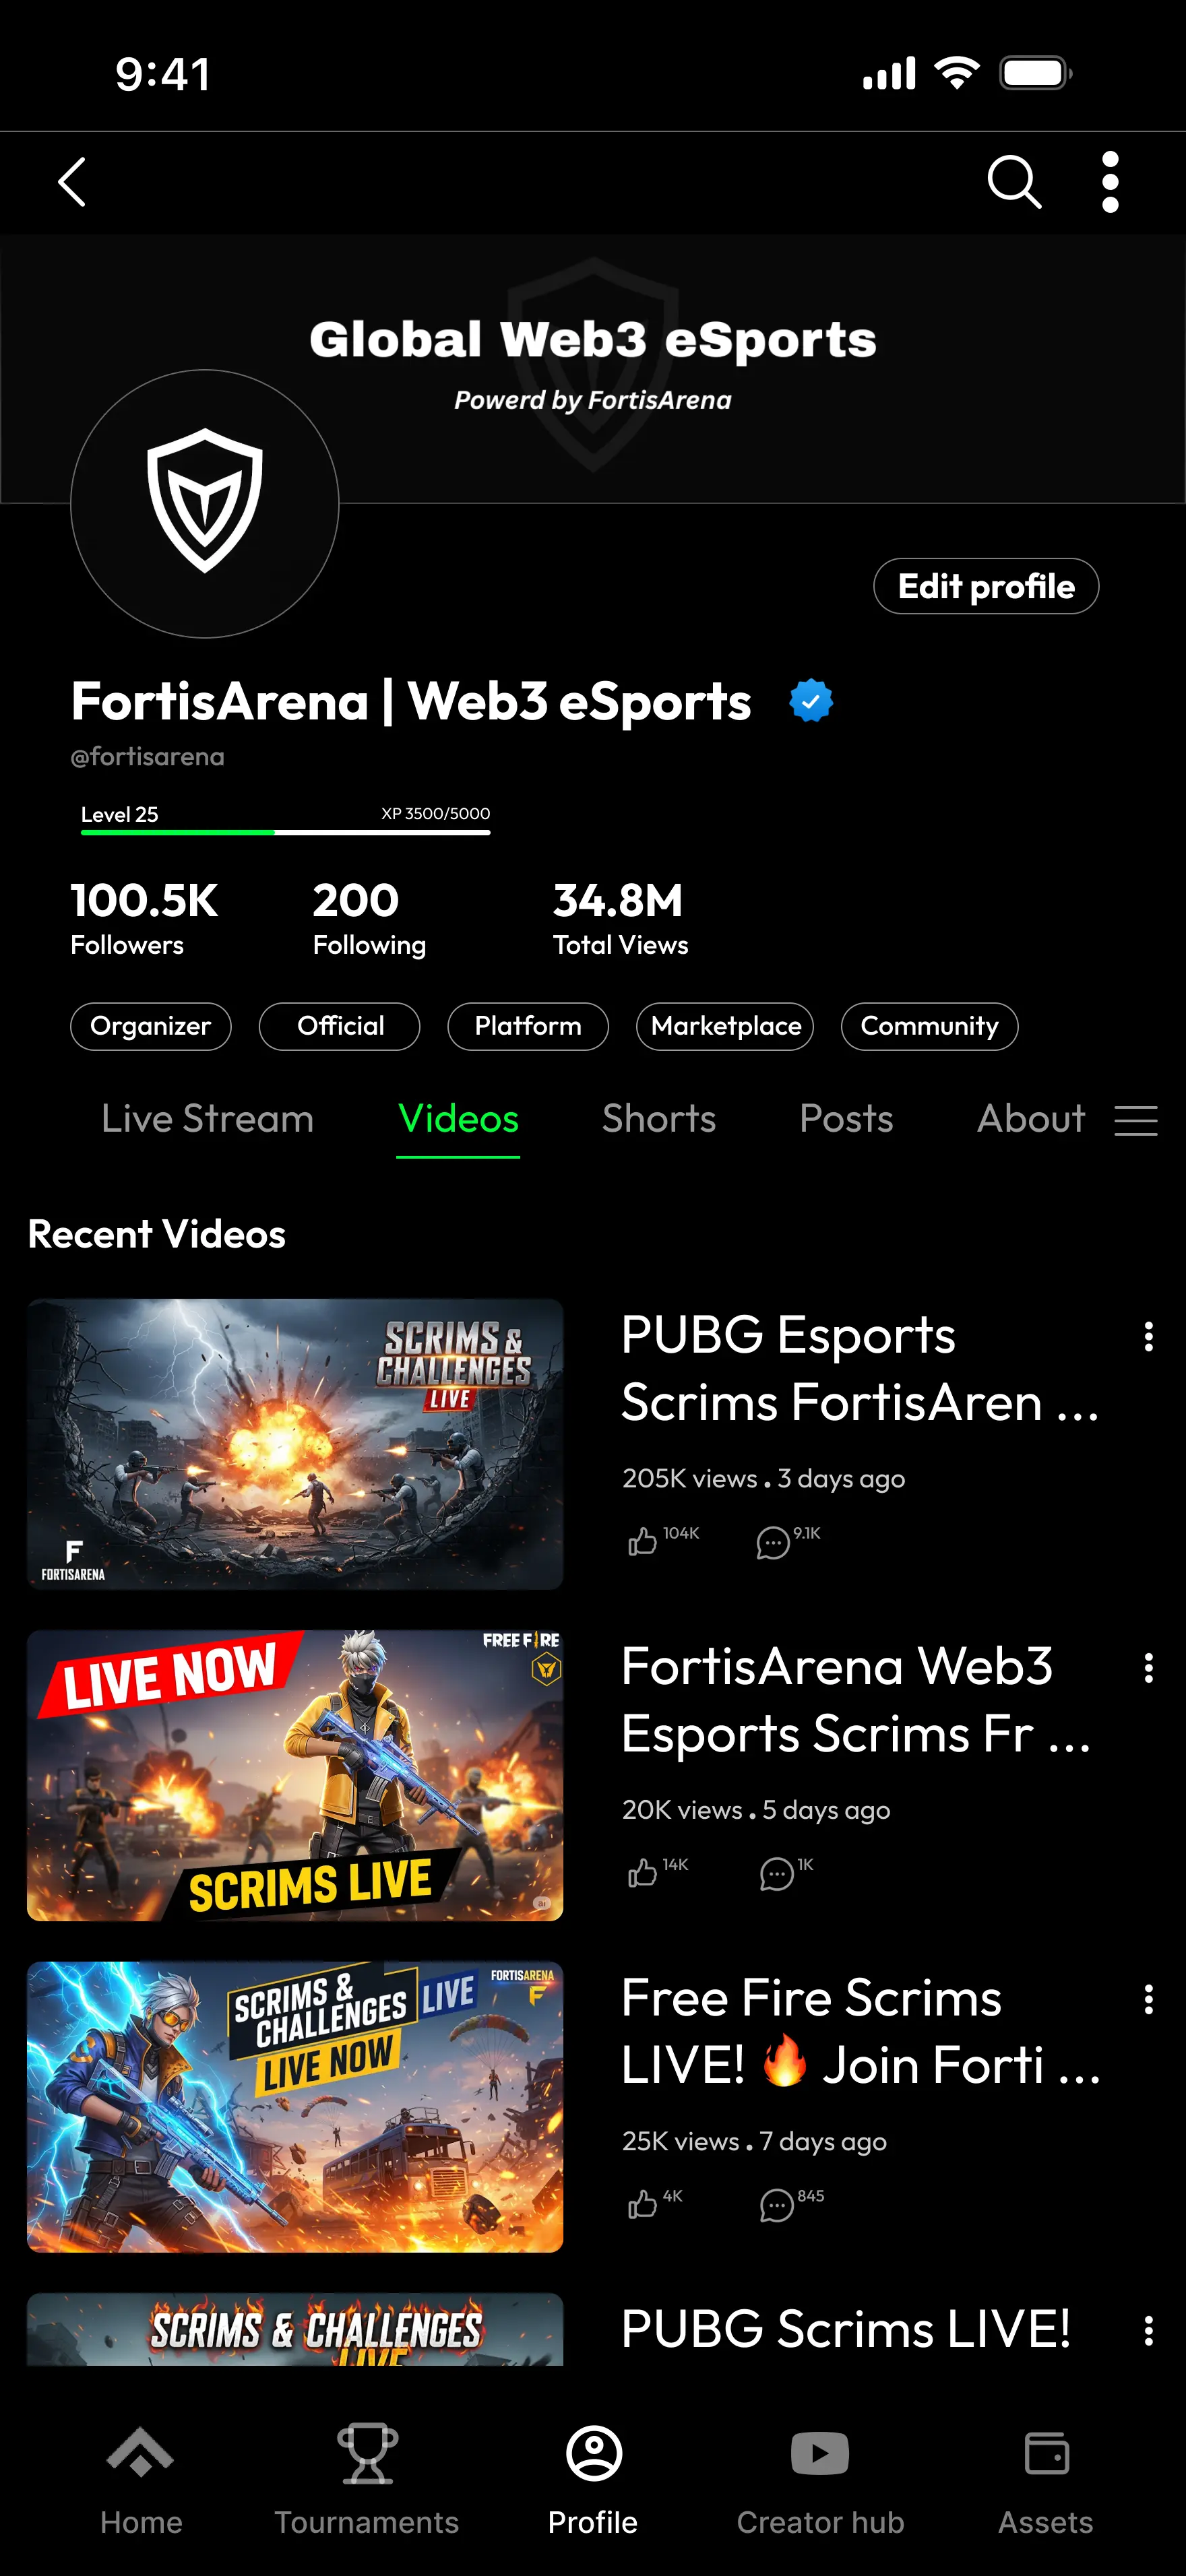 9:41
Global Web3 eSports
Powerd by FortisArena
Edit profile
FortisArena | Web3 eSports
@fortisarena
Level 25
XP 3500/5000
100.5K
200
34.8M
Followers
Following
Total Views
Organizer
Official
Platform
Marketplace
Community
Live Stream
Videos
Shorts
Posts
About
Recent Videos
SCRIMS &
CHALLENGES
LIVE
F
FORTISARENA
PUBG Esports
Scrims FortisAren ...
205K views . 3 days ago
104K
9.1K
LIVE NOW
FREE FIRE
SCRIMS LIVE
FortisArena Web3
Esports Scrims Fr ...
20K views . 5 days ago
14K
1K
SCRIMS &
CHALLENGES
LIVE
LIVE NOW
FORTISARENA
F
Free Fire Scrims
LIVE! 🔥 Join Forti ...
25K views . 7 days ago
4K
845
SCRIMS & CHALLENGES
LIVE
PUBG Scrims LIVE!
Home
Tournaments
Profile
Creator hub
Assets